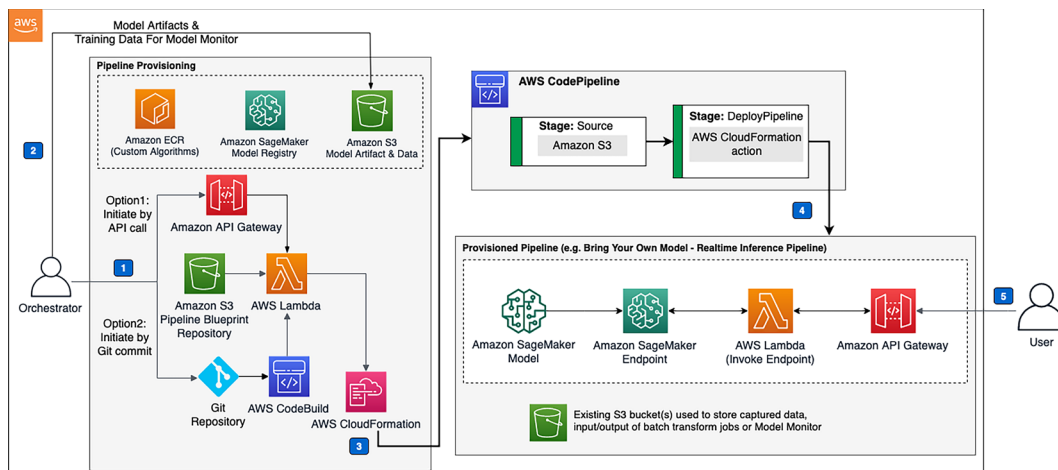 aws
Model Artifacts &
Training Data For Model Monitor
Pipeline Provisioning
Amazon ECR
(Custom Algorithms)
Amazon SageMaker
Model Registry
Amazon S3
Model Artifact & Data
2
Option1:
Initiate by
API call
Amazon API Gateway
1
Orchestrator
Amazon S3
Pipeline Blueprint
Repository
AWS Lambda
Option2:
Initiate by
Git commit
Git
Repository
AWS CodeBuild
AWS CloudFormation
3
AWS CodePipeline
Stage: Source
Amazon S3
Stage: DeployPipeline
AWS CloudFormation
action
4
Provisioned Pipeline (e.g. Bring Your Own Model - Realtime Inference Pipeline)
Amazon SageMaker
Model
Amazon SageMaker
Endpoint
AWS Lambda
(Invoke Endpoint)
Amazon API Gateway
5
User
Existing S3 bucket(s) used to store captured data,
input/output of batch transform jobs or Model Monitor